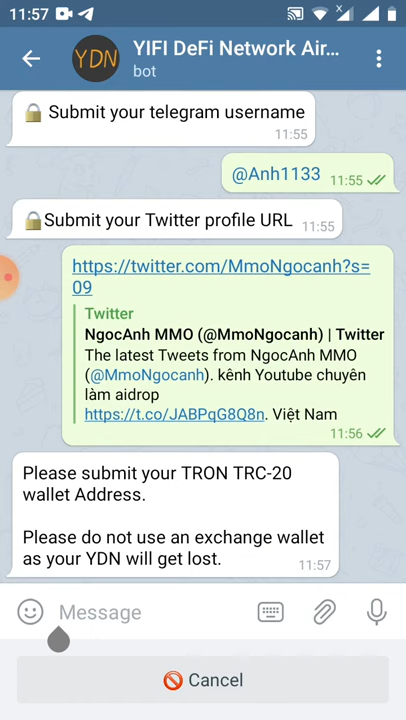 11:57
YDN
YIFI DeFi Network Air...
bot
🔒 Submit your telegram username
11:55
@Anh1133 11:55
🔒Submit your Twitter profile URL
11:55
https://twitter.com/MmoNgocanh?s=
09
Twitter
NgocAnh MMO (@MmoNgocanh) | Twitter
The latest Tweets from NgocAnh MMO
(@MmoNgocanh). kênh Youtube chuyên
làm aidrop
https://t.co/JABPqG8Q8n. Việt Nam
11:56
Please submit your TRON TRC-20
wallet Address.
Please do not use an exchange wallet
as your YDN will get lost.
11:57
Message
🚫 Cancel